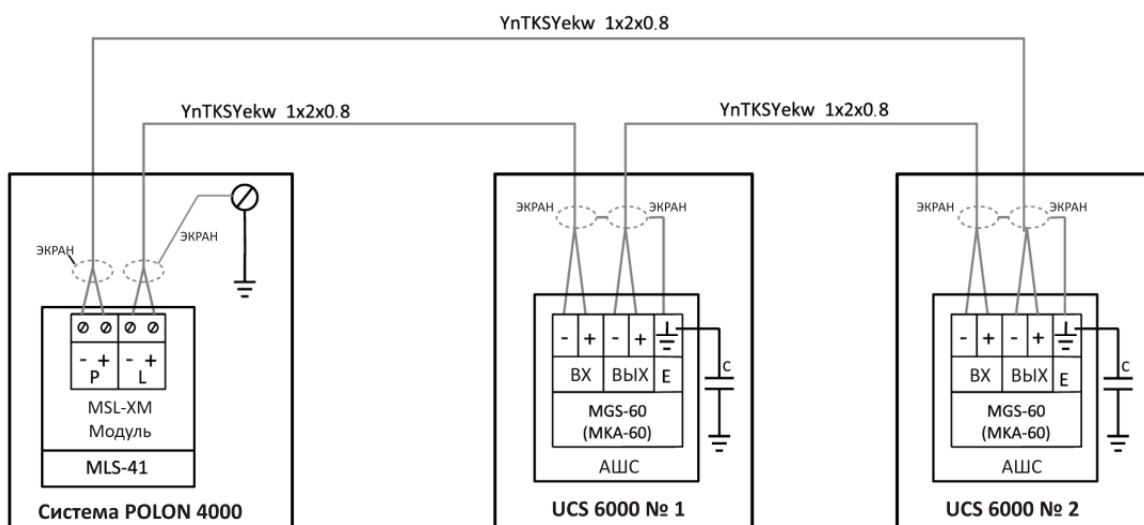 YnTKSYekw 1x2x0.8
YnTKSYekw 1x2x0.8
YnTKSYekw 1x2x0.8
ЭКРАН
ЭКРАН
- + - +
P L
MSL-XM
Модуль
MLS-41
Система POLON 4000
ЭКРАН
ЭКРАН
- + - +
C
ВХ ВЫХ E
MGS-60
(MKA-60)
АШС
UCS 6000 № 1
ЭКРАН
ЭКРАН
- + - +
C
ВХ ВЫХ E
MGS-60
(MKA-60)
АШС
UCS 6000 № 2